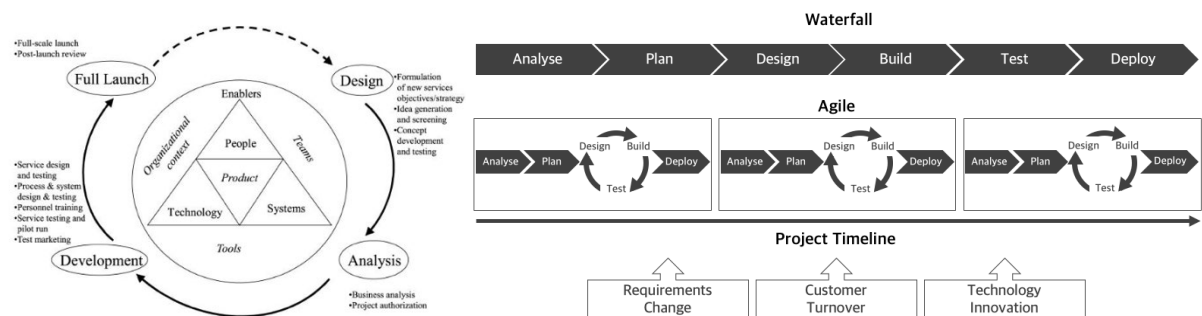 •Full-scale launch
•Post-launch review
Full Launch
Design
•Formulation
of new services
objectives/strategy
•Idea generation
and screening
•Concept
development
and testing
Enablers
Organizational
context
Teams
People
Product
Technology
Systems
Tools
•Service design
and testing
•Process & system
design & testing
•Personnel training
•Service testing and
pilot run
•Test marketing
Development
Analysis
•Business analysis
•Project authorization
Waterfall
Analyse
Plan
Design
Build
Test
Deploy
Agile
Analyse
Plan
Design
Build
Test
Deploy
Analyse
Plan
Design
Build
Test
Deploy
Analyse
Plan
Design
Build
Test
Deploy
Project Timeline
Requirements
Change
Customer
Turnover
Technology
Innovation